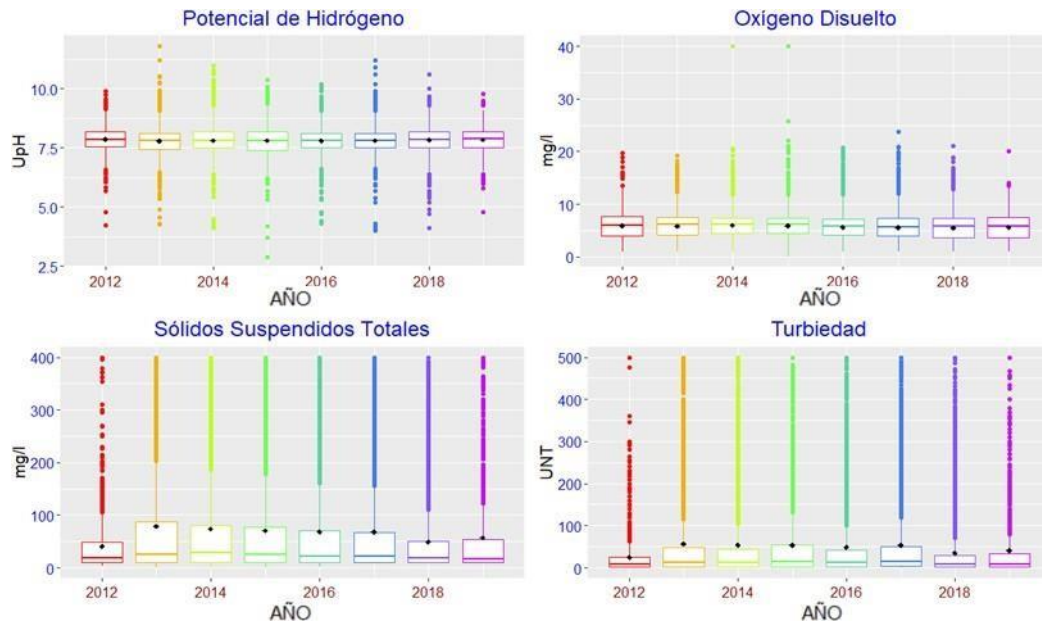 Potencial de Hidrógeno
UpH
10.0
7.5
5.0
2.5
2012 2014 2016 2018
AÑO
Oxígeno Disuelto
mg/l
40
30
20
10
0
2012 2014 2016 2018
AÑO
Sólidos Suspendidos Totales
mg/l
400
300
200
100
0
2012 2014 2016 2018
AÑO
Turbiedad
UNT
500
400
300
200
100
0
2012 2014 2016 2018
AÑO